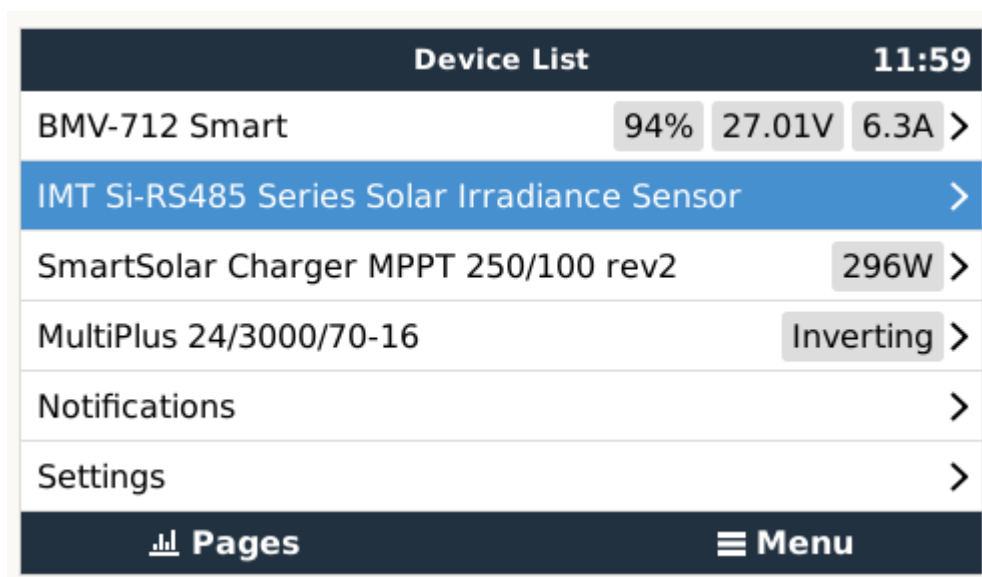 Device List 11:59
BMV-712 Smart 94% 27.01V 6.3A
IMT Si-RS485 Series Solar Irradiance Sensor
SmartSolar Charger MPPT 250/100 rev2 296W
MultiPlus 24/3000/70-16 Inverting
Notifications
Settings
Pages Menu